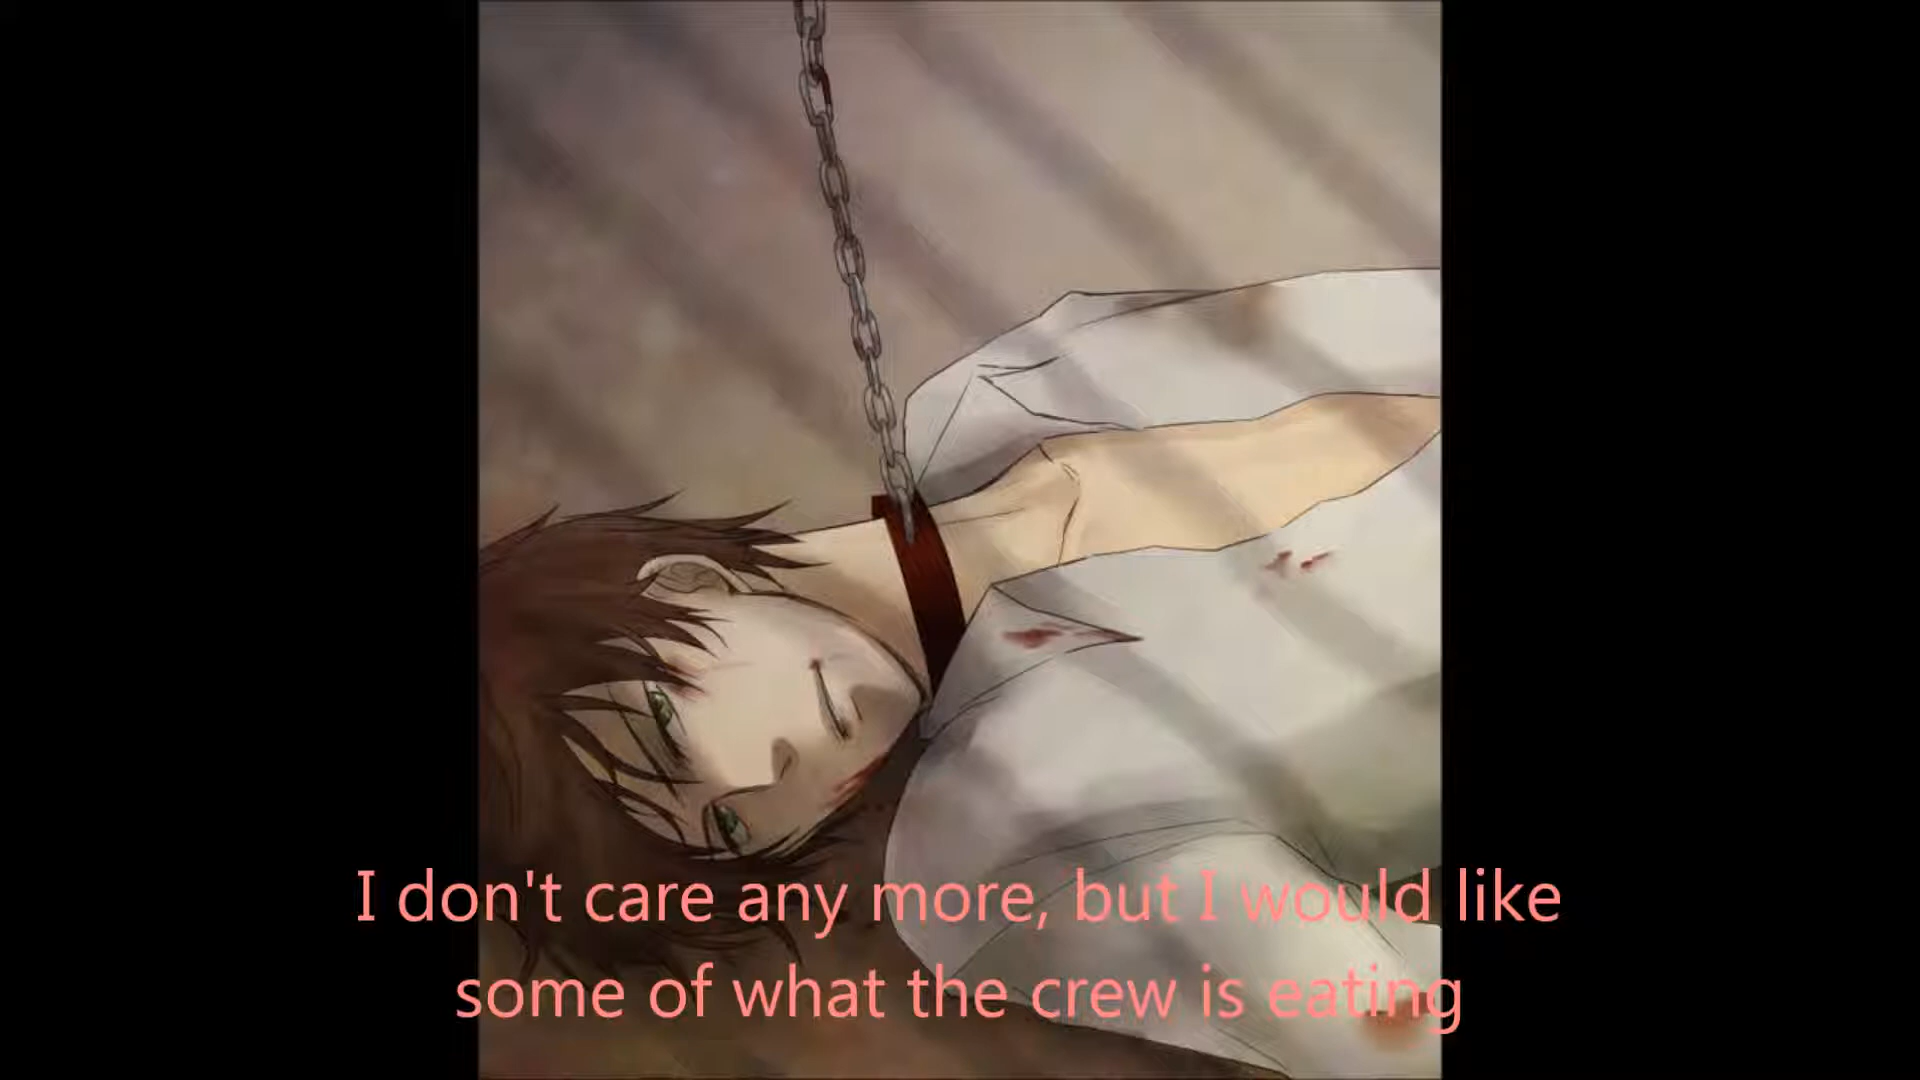 I don't care any more, but I would like
some of what the crew is eating